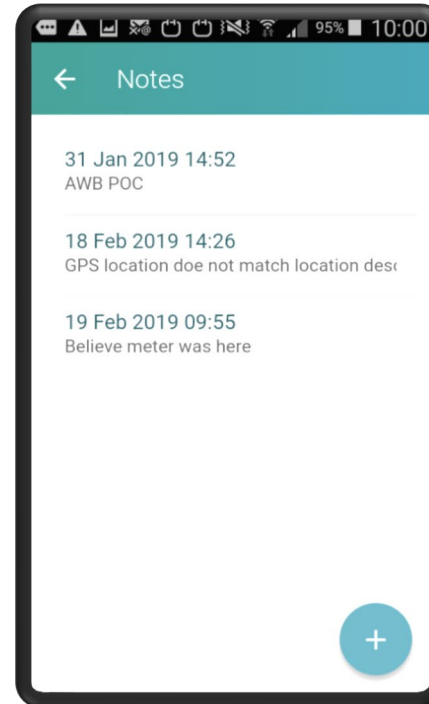 95% 10:00
Notes
31 Jan 2019 14:52
AWB POC
18 Feb 2019 14:26
GPS location doe not match location desc
19 Feb 2019 09:55
Believe meter was here
+